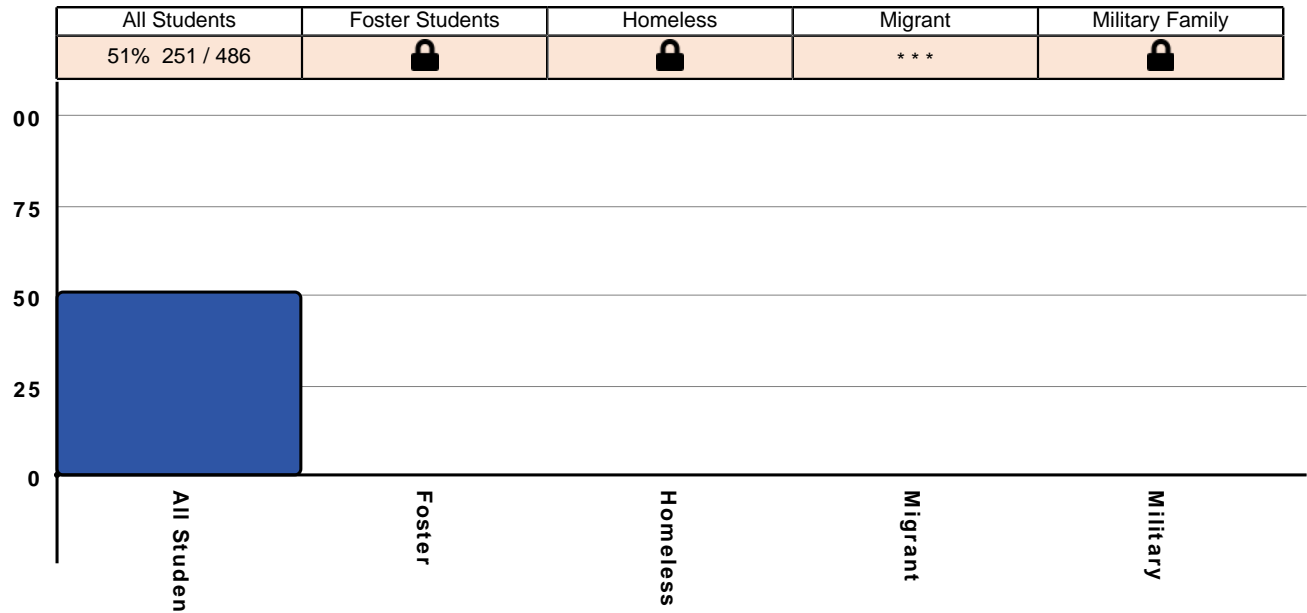 All Students Foster Students Homeless Migrant Military Family
51% 251 / 486 * * *
00
75
50
25
0
All Studen
Foster
Homeless
Migrant
Military